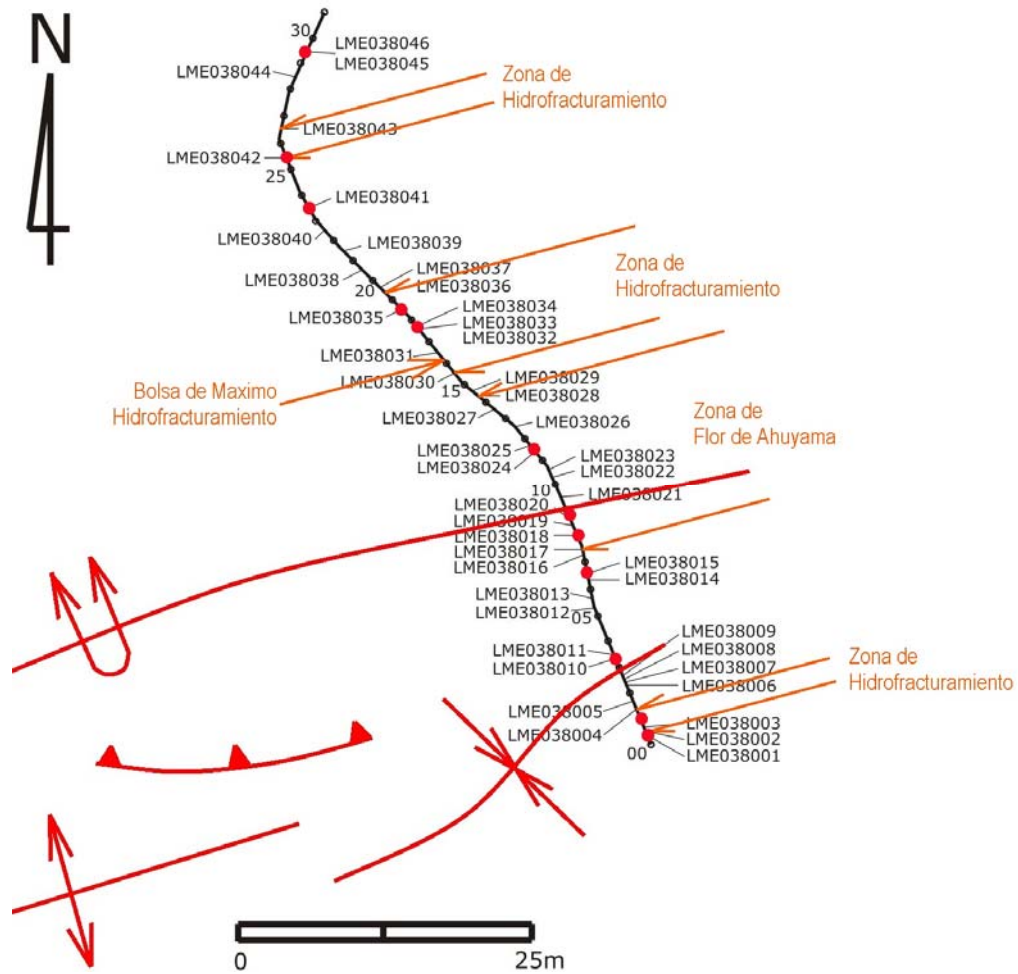 N
30
LME038046
LME038045
LME038044
Zona de
Hidrofracturamiento
LME038043
LME038042
25
LME038041
LME038040
LME038039
LME038038
LME038037
LME038036
20
Zona de
Hidrofracturamiento
LME038035
LME038034
LME038033
LME038032
LME038031
LME038030
Bolsa de Maximo
Hidrofracturamiento
15
LME038029
LME038028
LME038027
LME038026
Zona de
Flor de Ahuyama
LME038025
LME038024
LME038023
LME038022
10
LME038021
LME038020
LME038019
LME038018
LME038017
LME038016
LME038015
LME038014
LME038013
LME038012
05
LME038011
LME038010
LME038009
LME038008
LME038007
LME038006
Zona de
Hidrofracturamiento
LME038005
LME038004
LME038003
LME038002
LME038001
00
0
25m